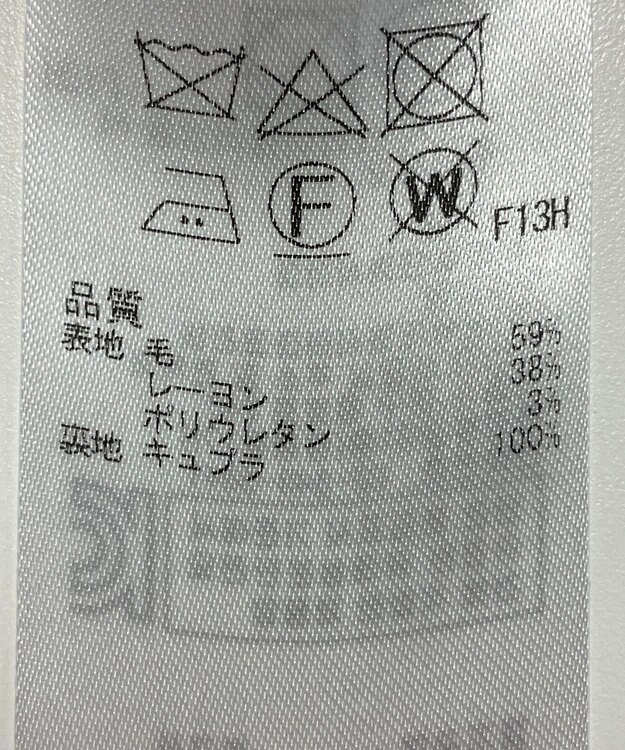 F
W
F13H
品質
表地 毛 59%
レーヨン 38%
ポリウレタン 3%
裏地 キュプラ 100%